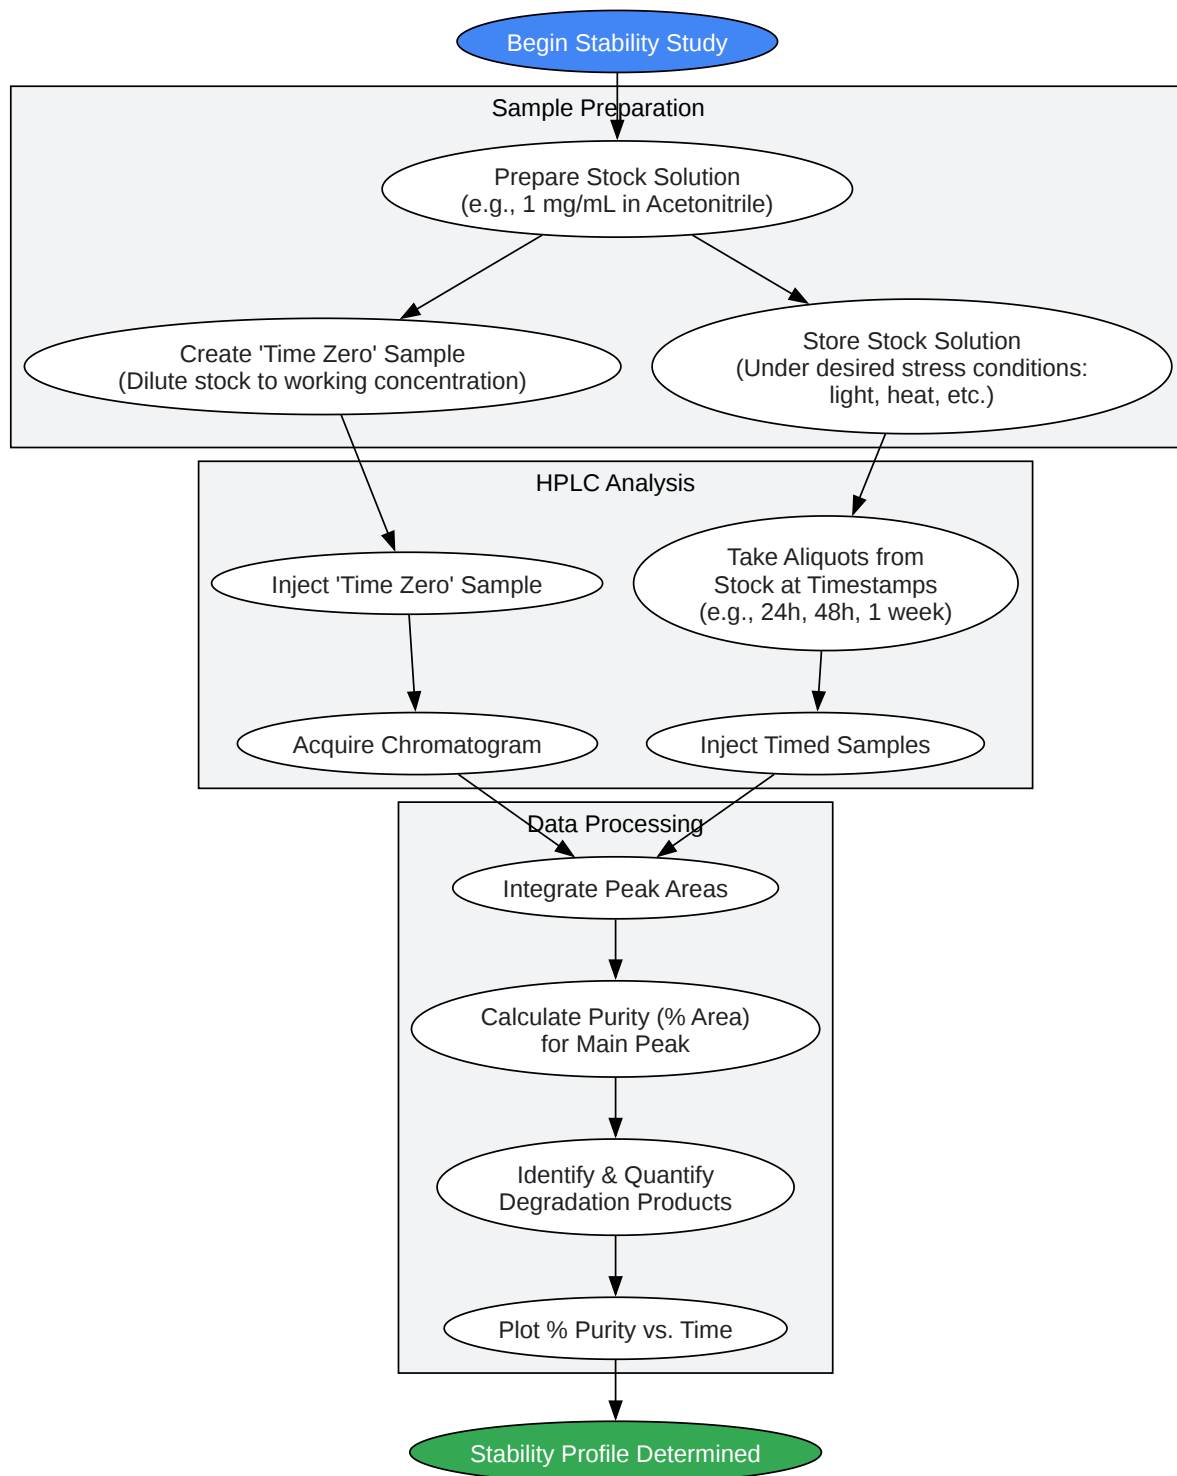 Begin Stability Study
Sample Preparation
Prepare Stock Solution
(e.g., 1 mg/mL in Acetonitrile)
Create 'Time Zero' Sample
(Dilute stock to working concentration)
Store Stock Solution
(Under desired stress conditions:
light, heat, etc.)
HPLC Analysis
Inject 'Time Zero' Sample
Take Aliquots from
Stock at Timestamps
(e.g., 24h, 48h, 1 week)
Acquire Chromatogram
Inject Timed Samples
Data Processing
Integrate Peak Areas
Calculate Purity (% Area)
for Main Peak
Identify & Quantify
Degradation Products
Plot % Purity vs. Time
Stability Profile Determined